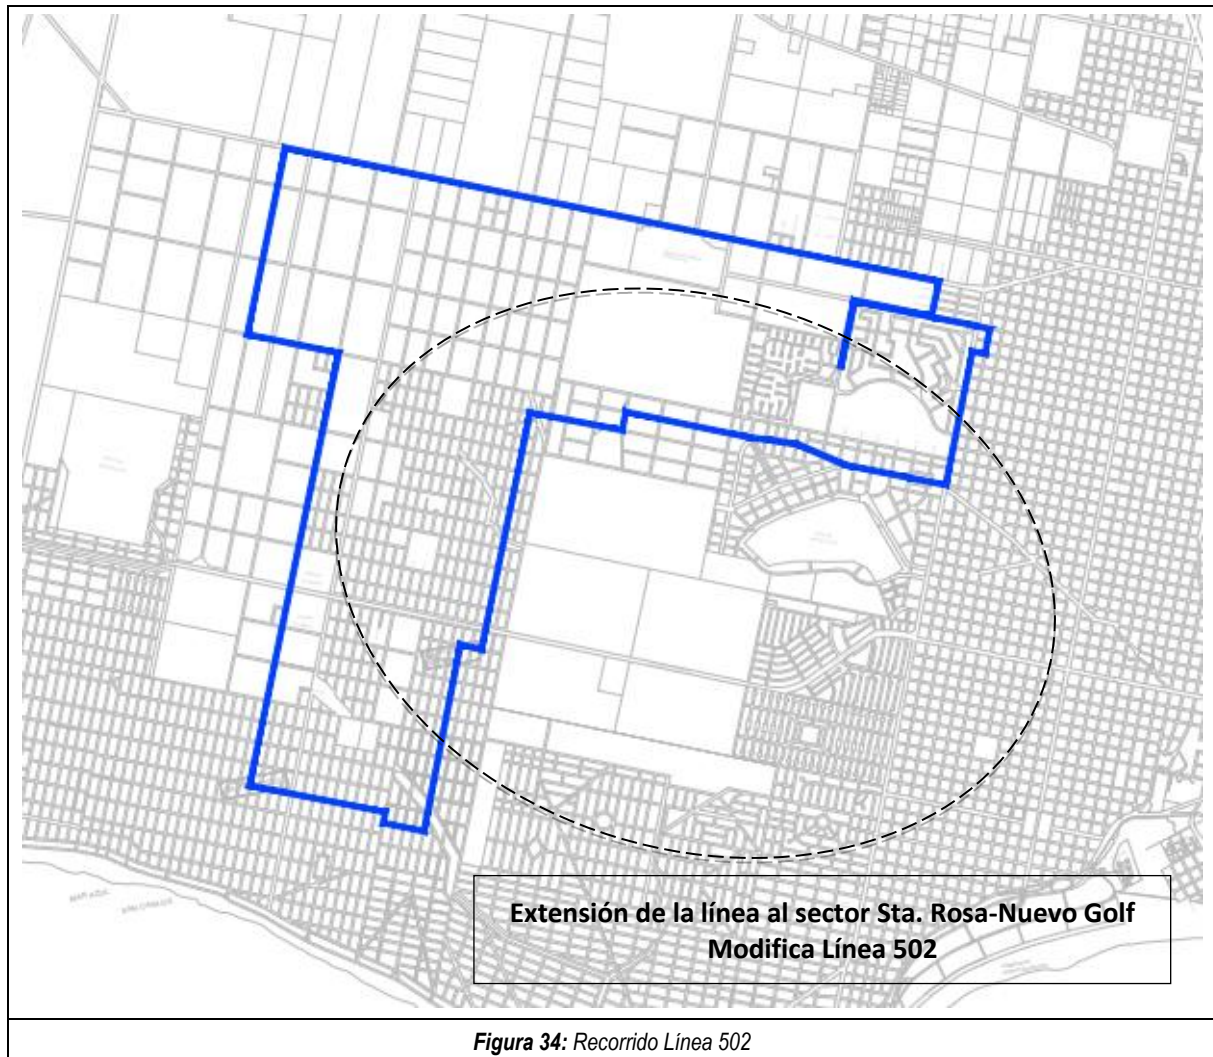 Extensión de la línea al sector Sta. Rosa-Nuevo Golf
Modifica Línea 502
Figura 34: Recorrido Línea 502